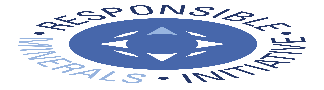 • RESPONSIBLE •
MINERALS • INITIATIVE